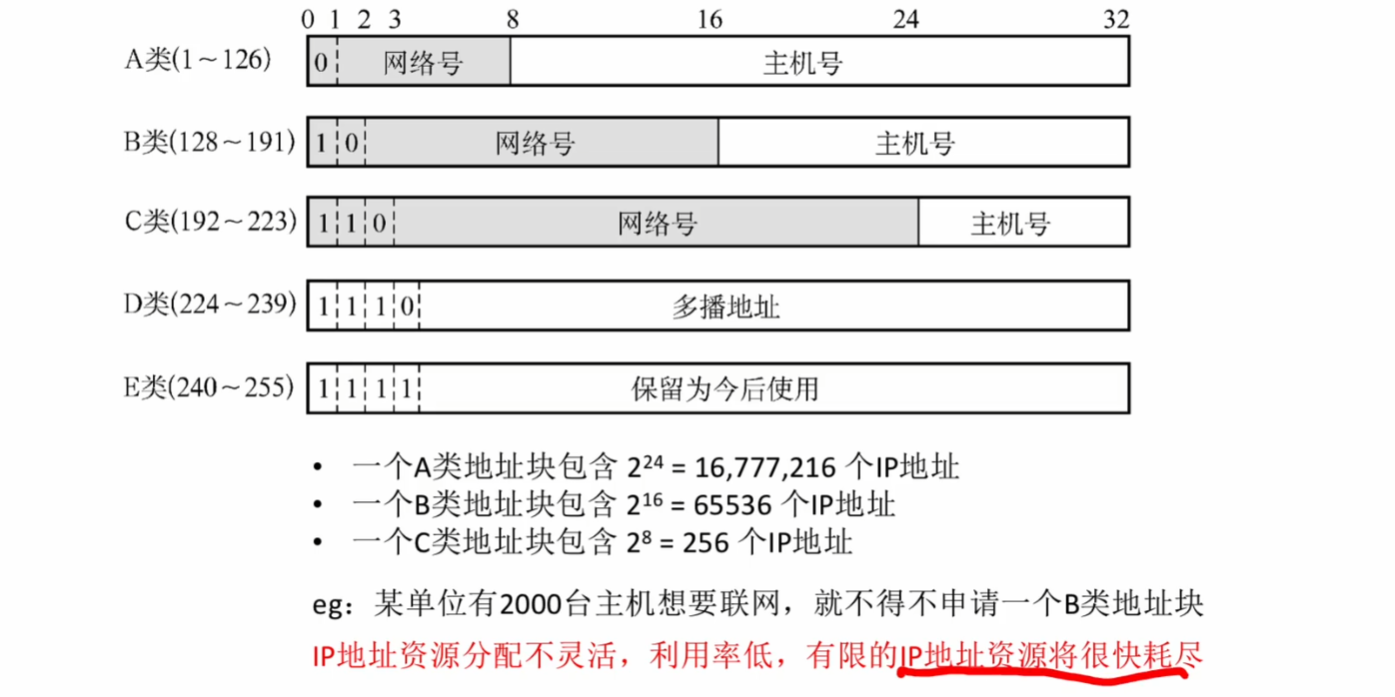 0 1 2 3 8 16 24 32
A类(1～126) 0 网络号 主机号
B类(128～191) 1 0 网络号 主机号
C类(192～223) 1 1 0 网络号 主机号
D类(224～239) 1 1 1 0 多播地址
E类(240～255) 1 1 1 1 保留为今后使用
• 一个A类地址块包含 2²⁴ = 16,777,216 个IP地址
• 一个B类地址块包含 2¹⁶ = 65536 个IP地址
• 一个C类地址块包含 2⁸ = 256 个IP地址
eg：某单位有2000台主机想要联网，就不得不申请一个B类地址块
IP地址资源分配不灵活，利用率低，有限的IP地址资源将很快耗尽